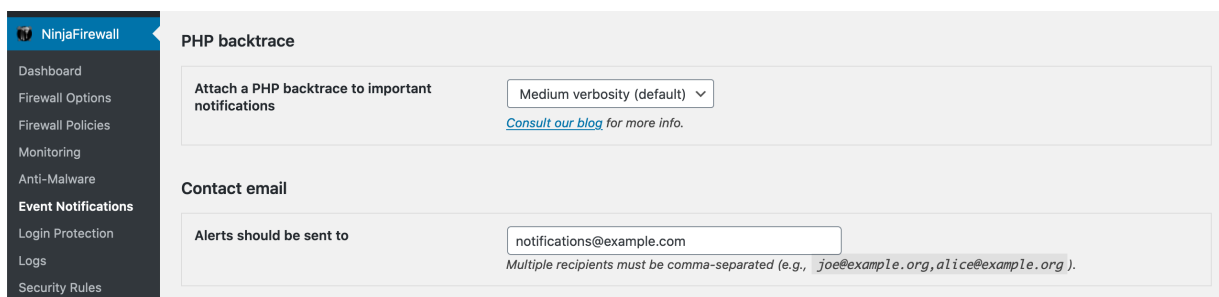 NinjaFirewall
Dashboard
Firewall Options
Firewall Policies
Monitoring
Anti-Malware
Event Notifications
Login Protection
Logs
Security Rules
PHP backtrace
Attach a PHP backtrace to important
notifications
Medium verbosity (default)
Consult our blog for more info.
Contact email
Alerts should be sent to
notifications@example.com
Multiple recipients must be comma-separated (e.g., joe@example.org,alice@example.org ).